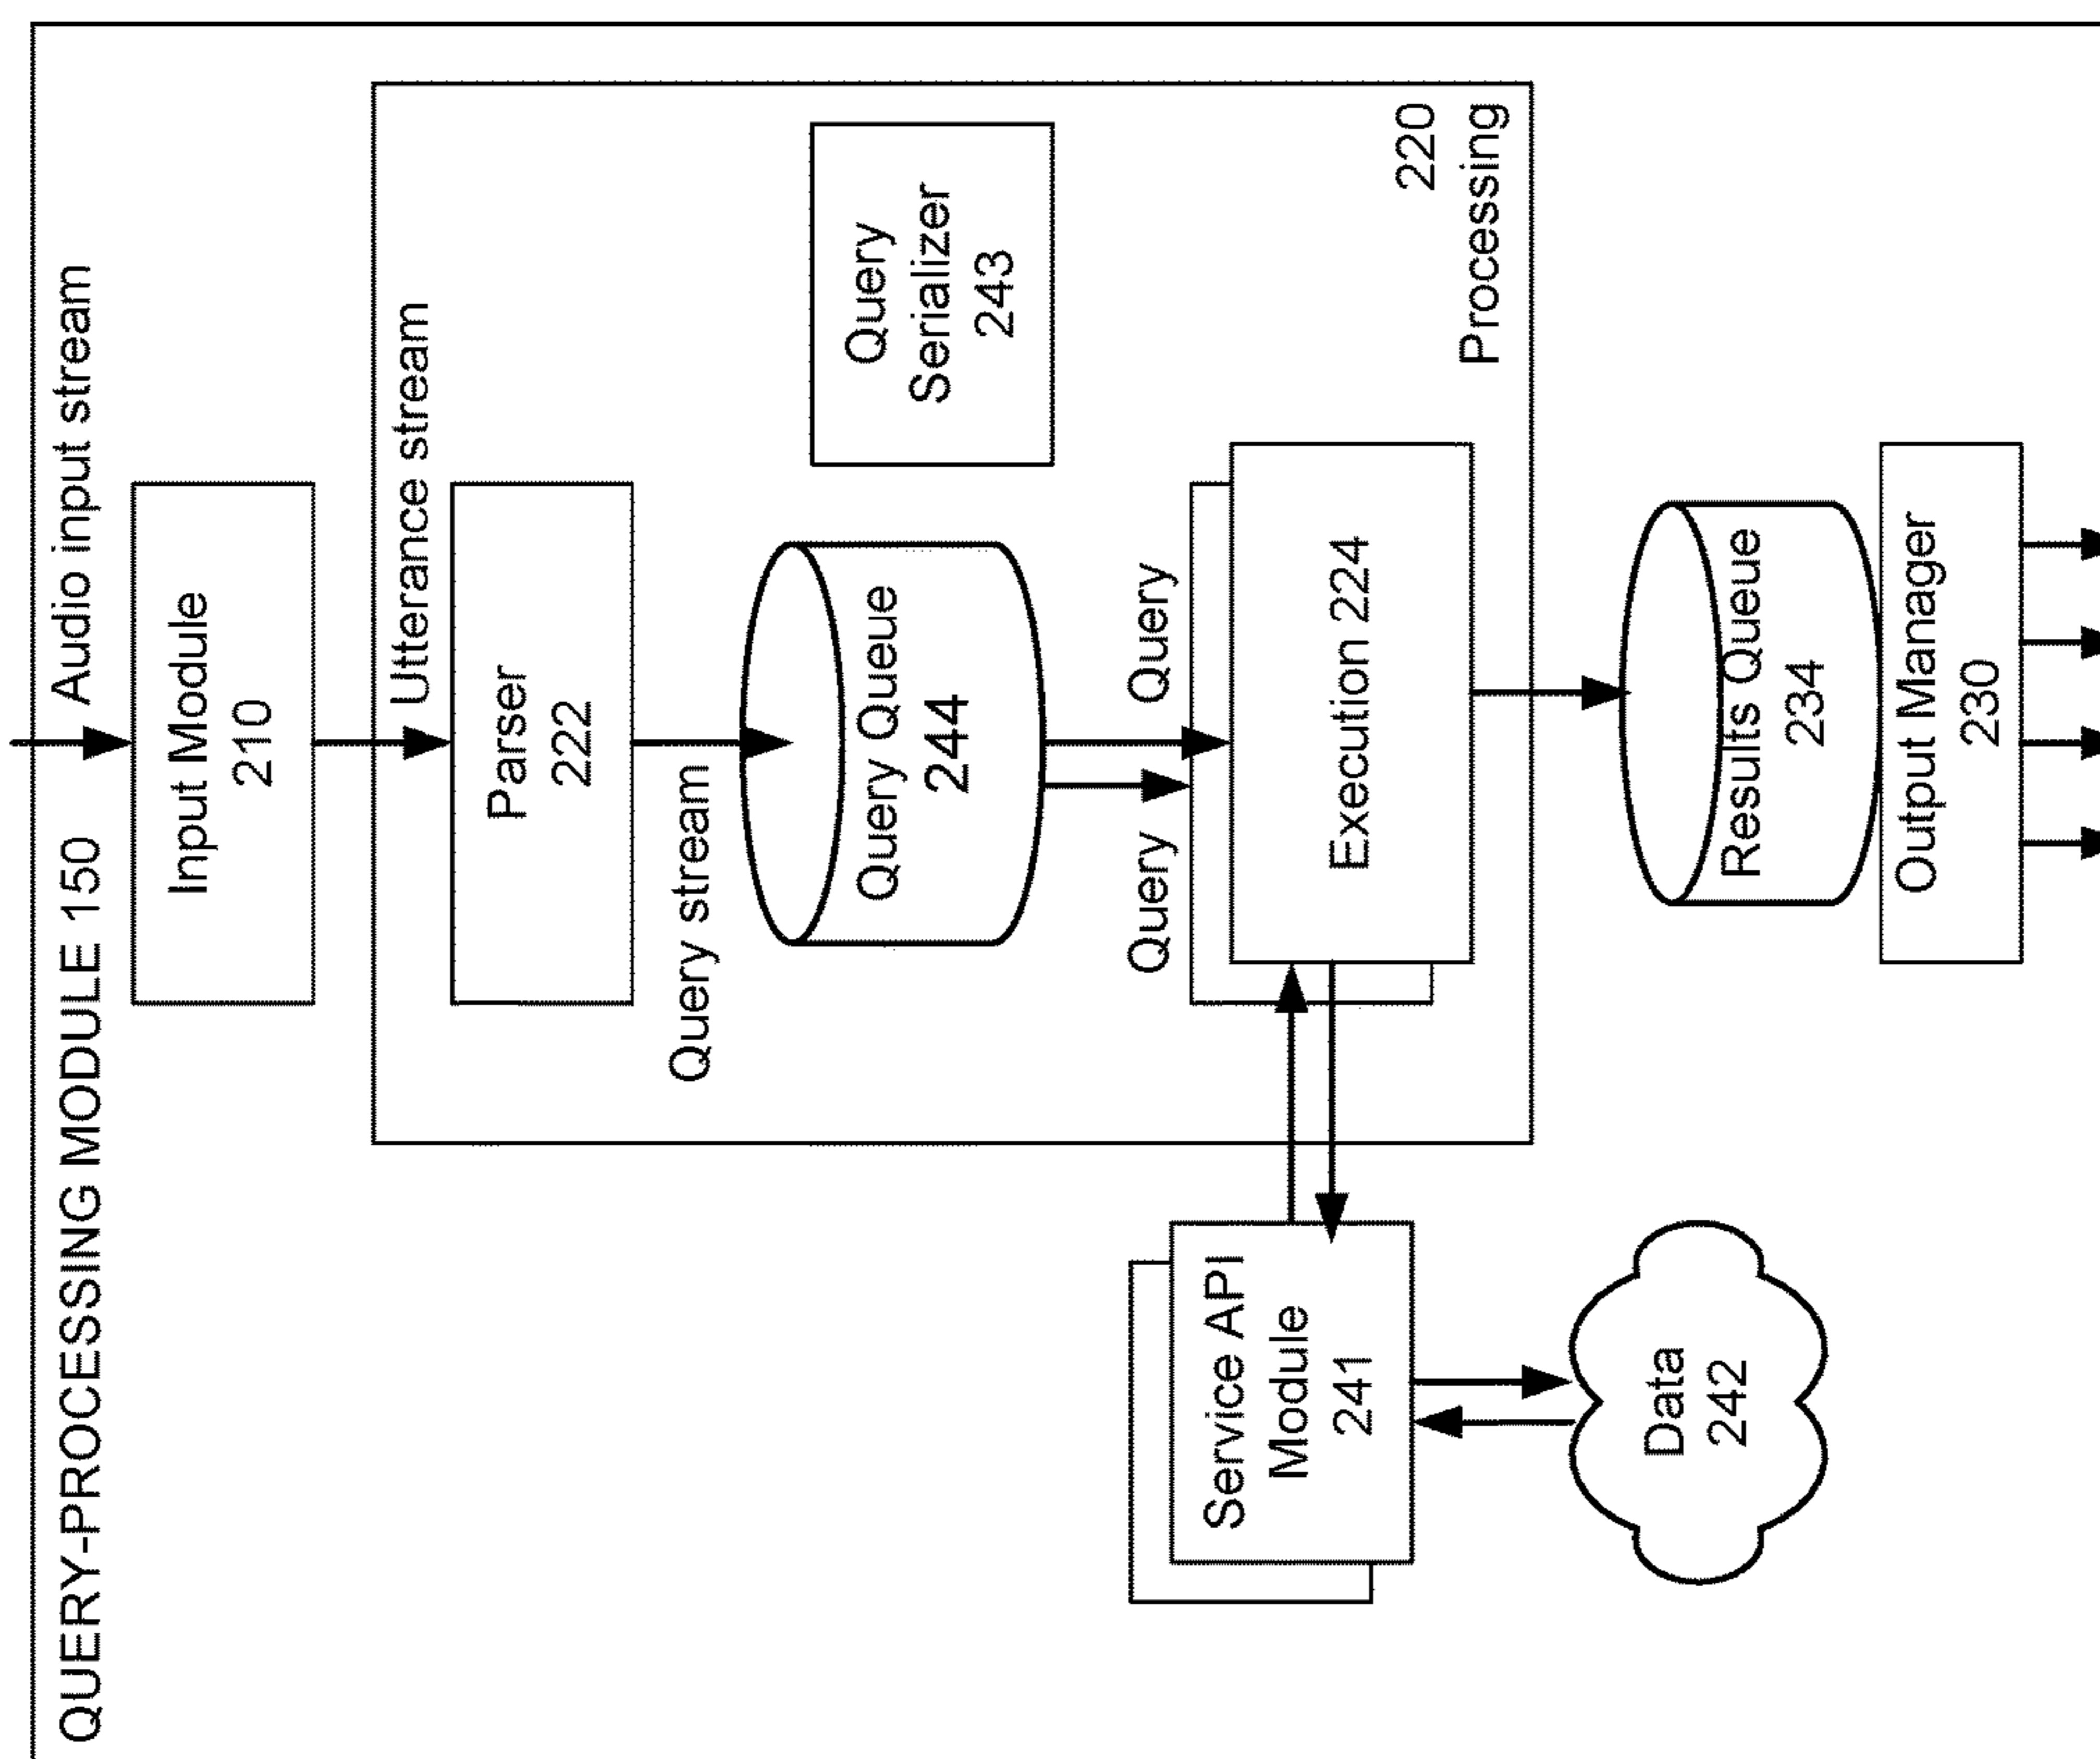 QUERY-PROCESSING MODULE 150
Audio input stream
Input Module
210
Utterance stream
Parser
222
Query stream
Query Queue
244
Query
Serializer
243
Query
Query
Execution 224
220
Processing
Service API
Module
241
Data
242
Results Queue
234
Output Manager
230